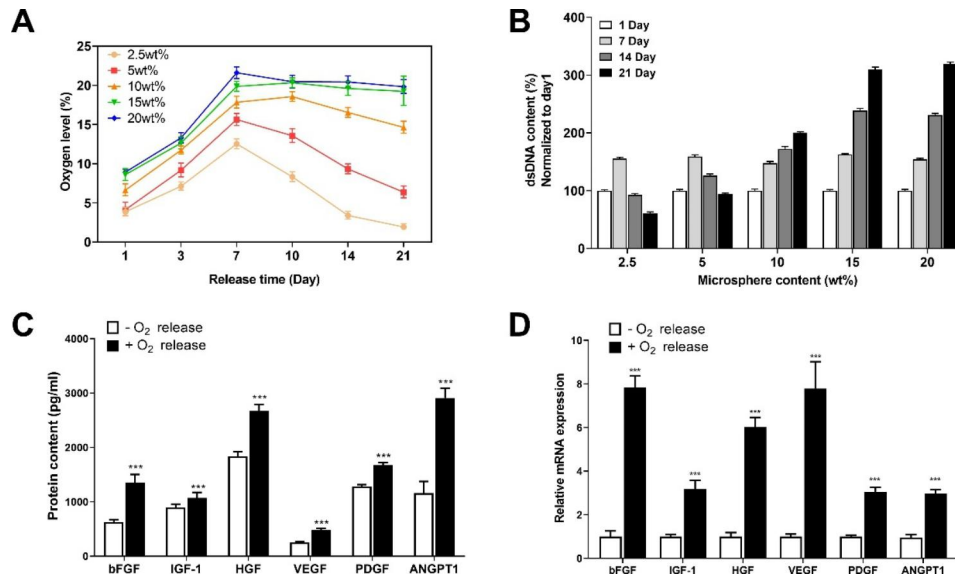 A
2.5wt%
5wt%
10wt%
15wt%
20wt%
Oxygen level (%)
25
20
15
10
5
0
1 3 7 10 14 21
Release time (Day)
B
1 Day
7 Day
14 Day
21 Day
dsDNA content (%)
Normalized to day1
400
300
200
100
0
2.5 5 10 15 20
Microsphere content (wt%)
C
- O2 release
+ O2 release
Protein content (pg/ml)
4000
3000
2000
1000
0
*** *** *** *** *** ***
bFGF IGF-1 HGF VEGF PDGF ANGPT1
D
- O2 release
+ O2 release
Relative mRNA expression
10
8
6
4
2
0
*** *** *** *** *** ***
bFGF IGF-1 HGF VEGF PDGF ANGPT1